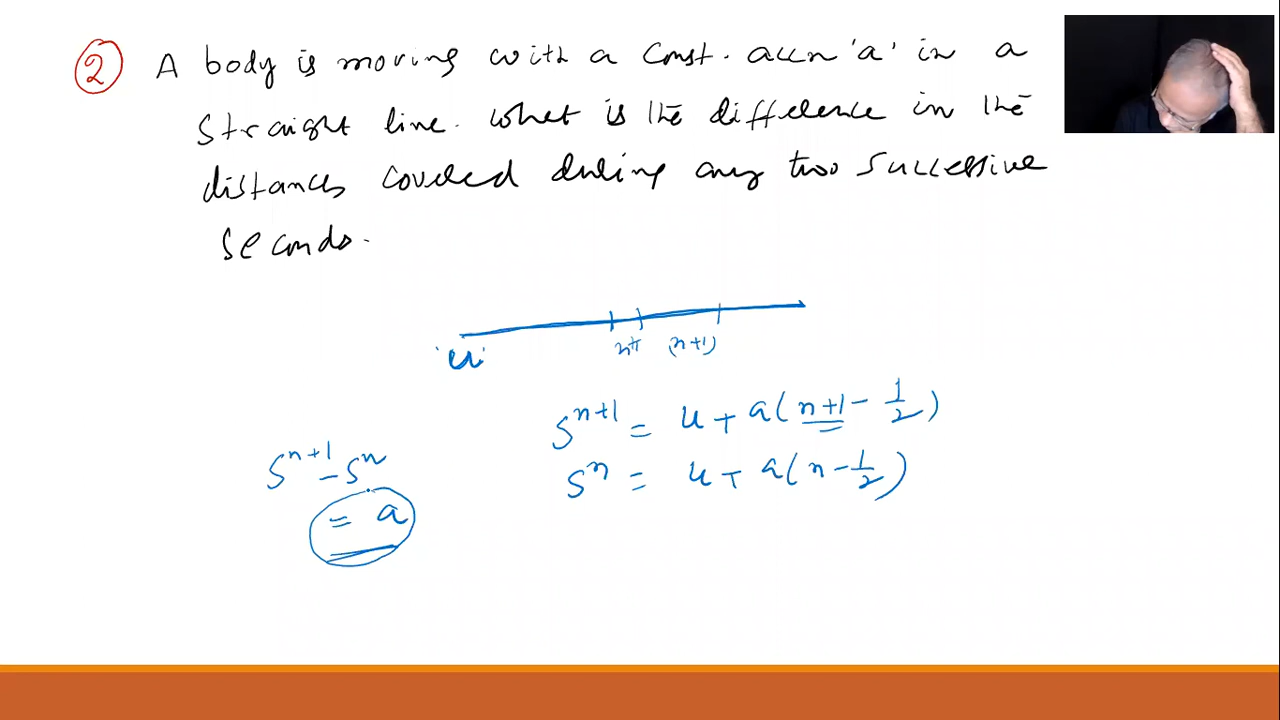 2 A body is moving with a const. accn 'a' in a
straight line. What is the difference in the
distances covered during any two successive
seconds.
'u' nth (n+1)
S^{n+1} = u + a(n+1 - 1/2)
S^n = u + a(n - 1/2)
S^{n+1} - S^n
= a